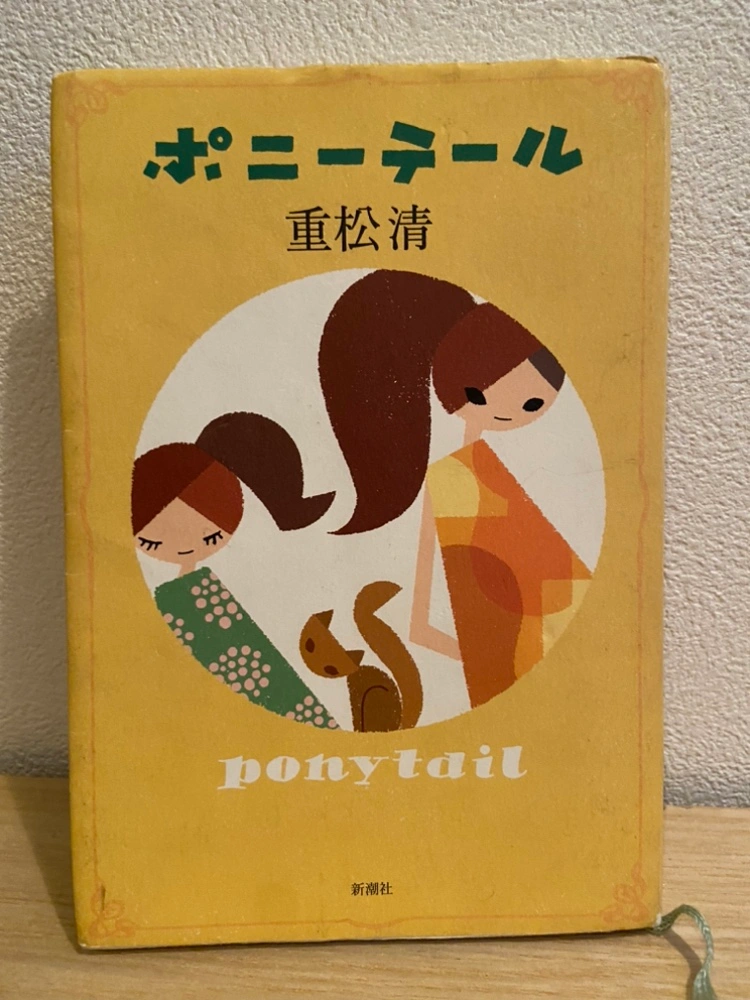 ポニーテール
重松清
ponytail
新潮社